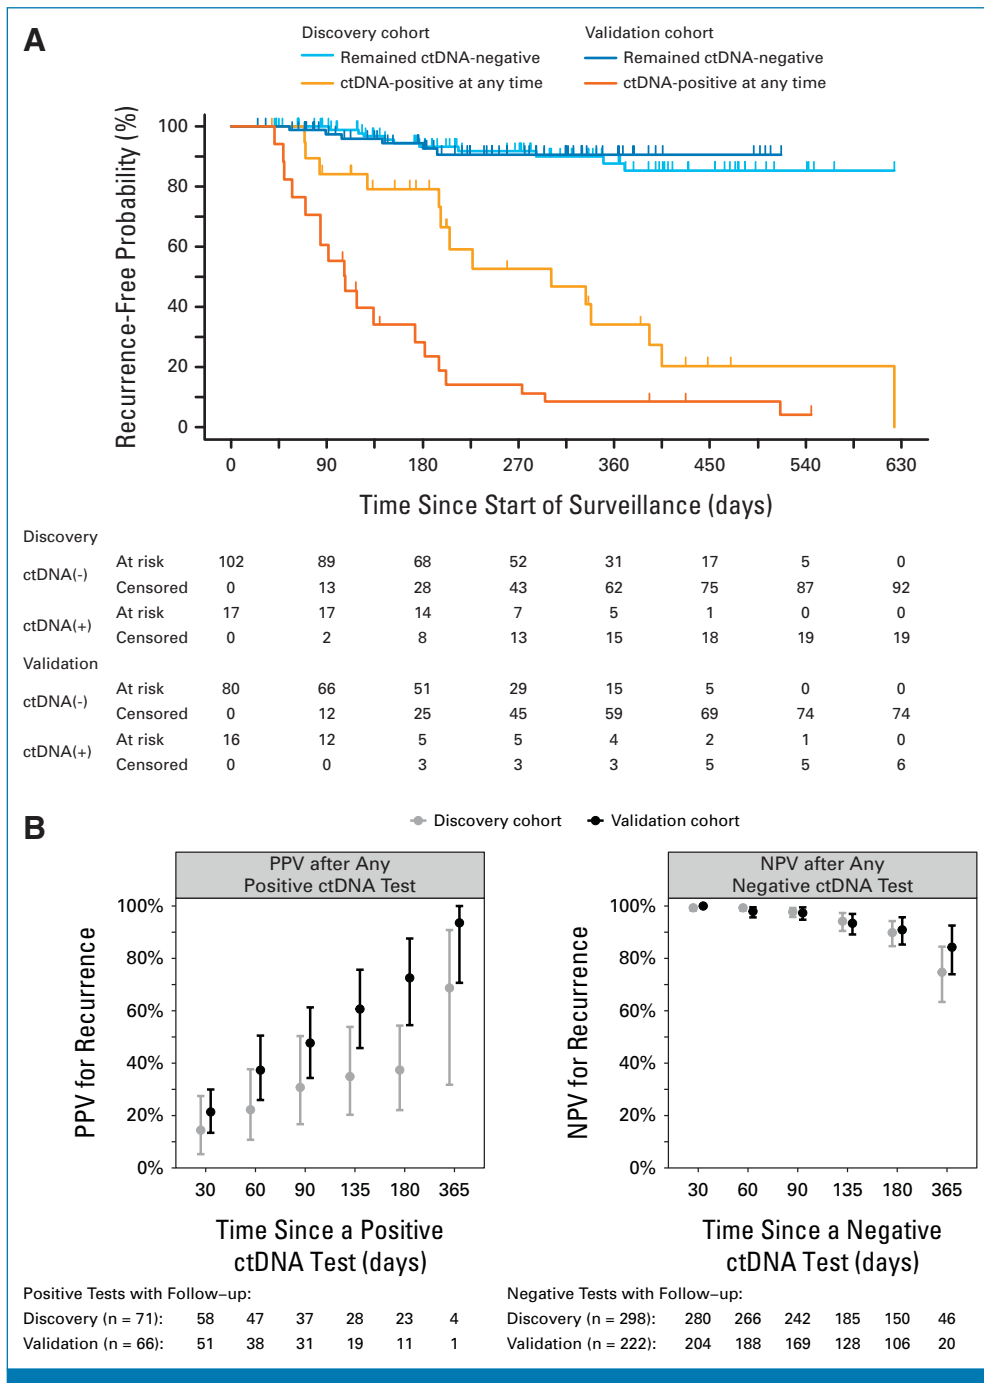 A
Discovery cohort
Remained ctDNA-negative
ctDNA-positive at any time
Validation cohort
Remained ctDNA-negative
ctDNA-positive at any time
Recurrence-Free Probability (%)
100
80
60
40
20
0
0 90 180 270 360 450 540 630
Time Since Start of Surveillance (days)
Discovery
ctDNA(-)
At risk 102 89 68 52 31 17 5 0
Censored 0 13 28 43 62 75 87 92
ctDNA(+)
At risk 17 17 14 7 5 1 0 0
Censored 0 2 8 13 15 18 19 19
Validation
ctDNA(-)
At risk 80 66 51 29 15 5 0 0
Censored 0 12 25 45 59 69 74 74
ctDNA(+)
At risk 16 12 5 5 4 2 1 0
Censored 0 0 3 3 3 5 5 6
B
Discovery cohort Validation cohort
PPV after Any
Positive ctDNA Test
PPV for Recurrence
100%
80%
60%
40%
20%
0%
30 60 90 135 180 365
Time Since a Positive
ctDNA Test (days)
Positive Tests with Follow–up:
Discovery (n = 71): 58 47 37 28 23 4
Validation (n = 66): 51 38 31 19 11 1
NPV after Any
Negative ctDNA Test
NPV for Recurrence
100%
80%
60%
40%
20%
0%
30 60 90 135 180 365
Time Since a Negative
ctDNA Test (days)
Negative Tests with Follow–up:
Discovery (n = 298): 280 266 242 185 150 46
Validation (n = 222): 204 188 169 128 106 20